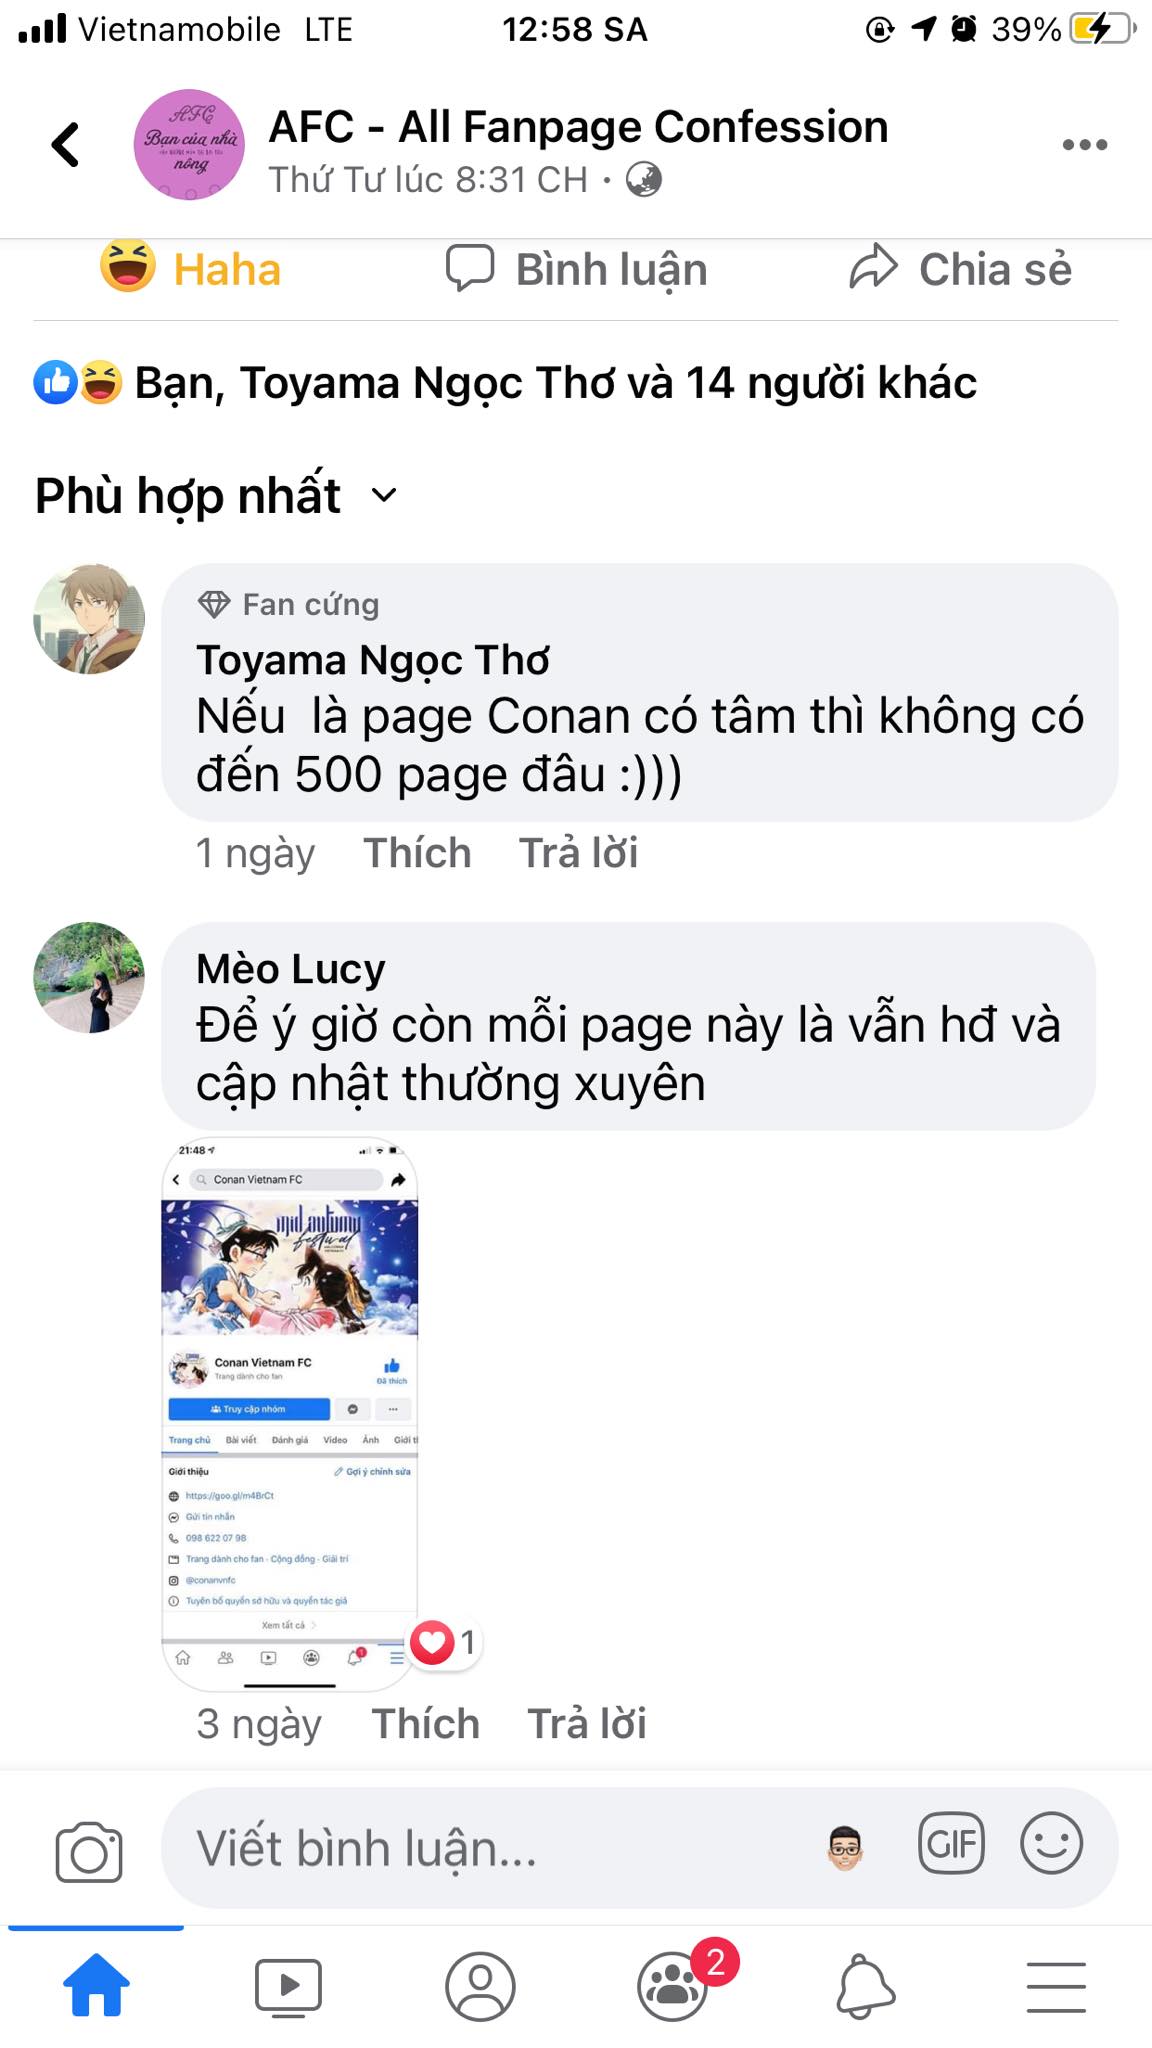 Vietnamobile LTE 12:58 SA 39%
AFC
Bạn của nhà
nông
AFC - All Fanpage Confession
Thứ Tư lúc 8:31 CH
Haha Bình luận Chia sẻ
Bạn, Toyama Ngọc Thơ và 14 người khác
Phù hợp nhất
Fan cứng
Toyama Ngọc Thơ
Nếu là page Conan có tâm thì không có
đến 500 page đâu :)))
1 ngày Thích Trả lời
Mèo Lucy
Để ý giờ còn mỗi page này là vẫn hđ và
cập nhật thường xuyên
21:48
Conan Vietnam FC
mid autumn
festival
Conan Vietnam FC
Trang dành cho fan
Đã thích
Truy cập nhóm
Trang chủ Bài viết Đánh giá Video Ảnh Giới t
Giới thiệu Gợi ý chỉnh sửa
https://goo.gl/m4BrCt
Gửi tin nhắn
098 622 07 98
Trang dành cho fan · Cộng đồng · Giải trí
@conanvnfc
Tuyên bố quyền sở hữu và quyền tác giả
Xem tất cả
1
3 ngày Thích Trả lời
Viết bình luận...
GIF
2